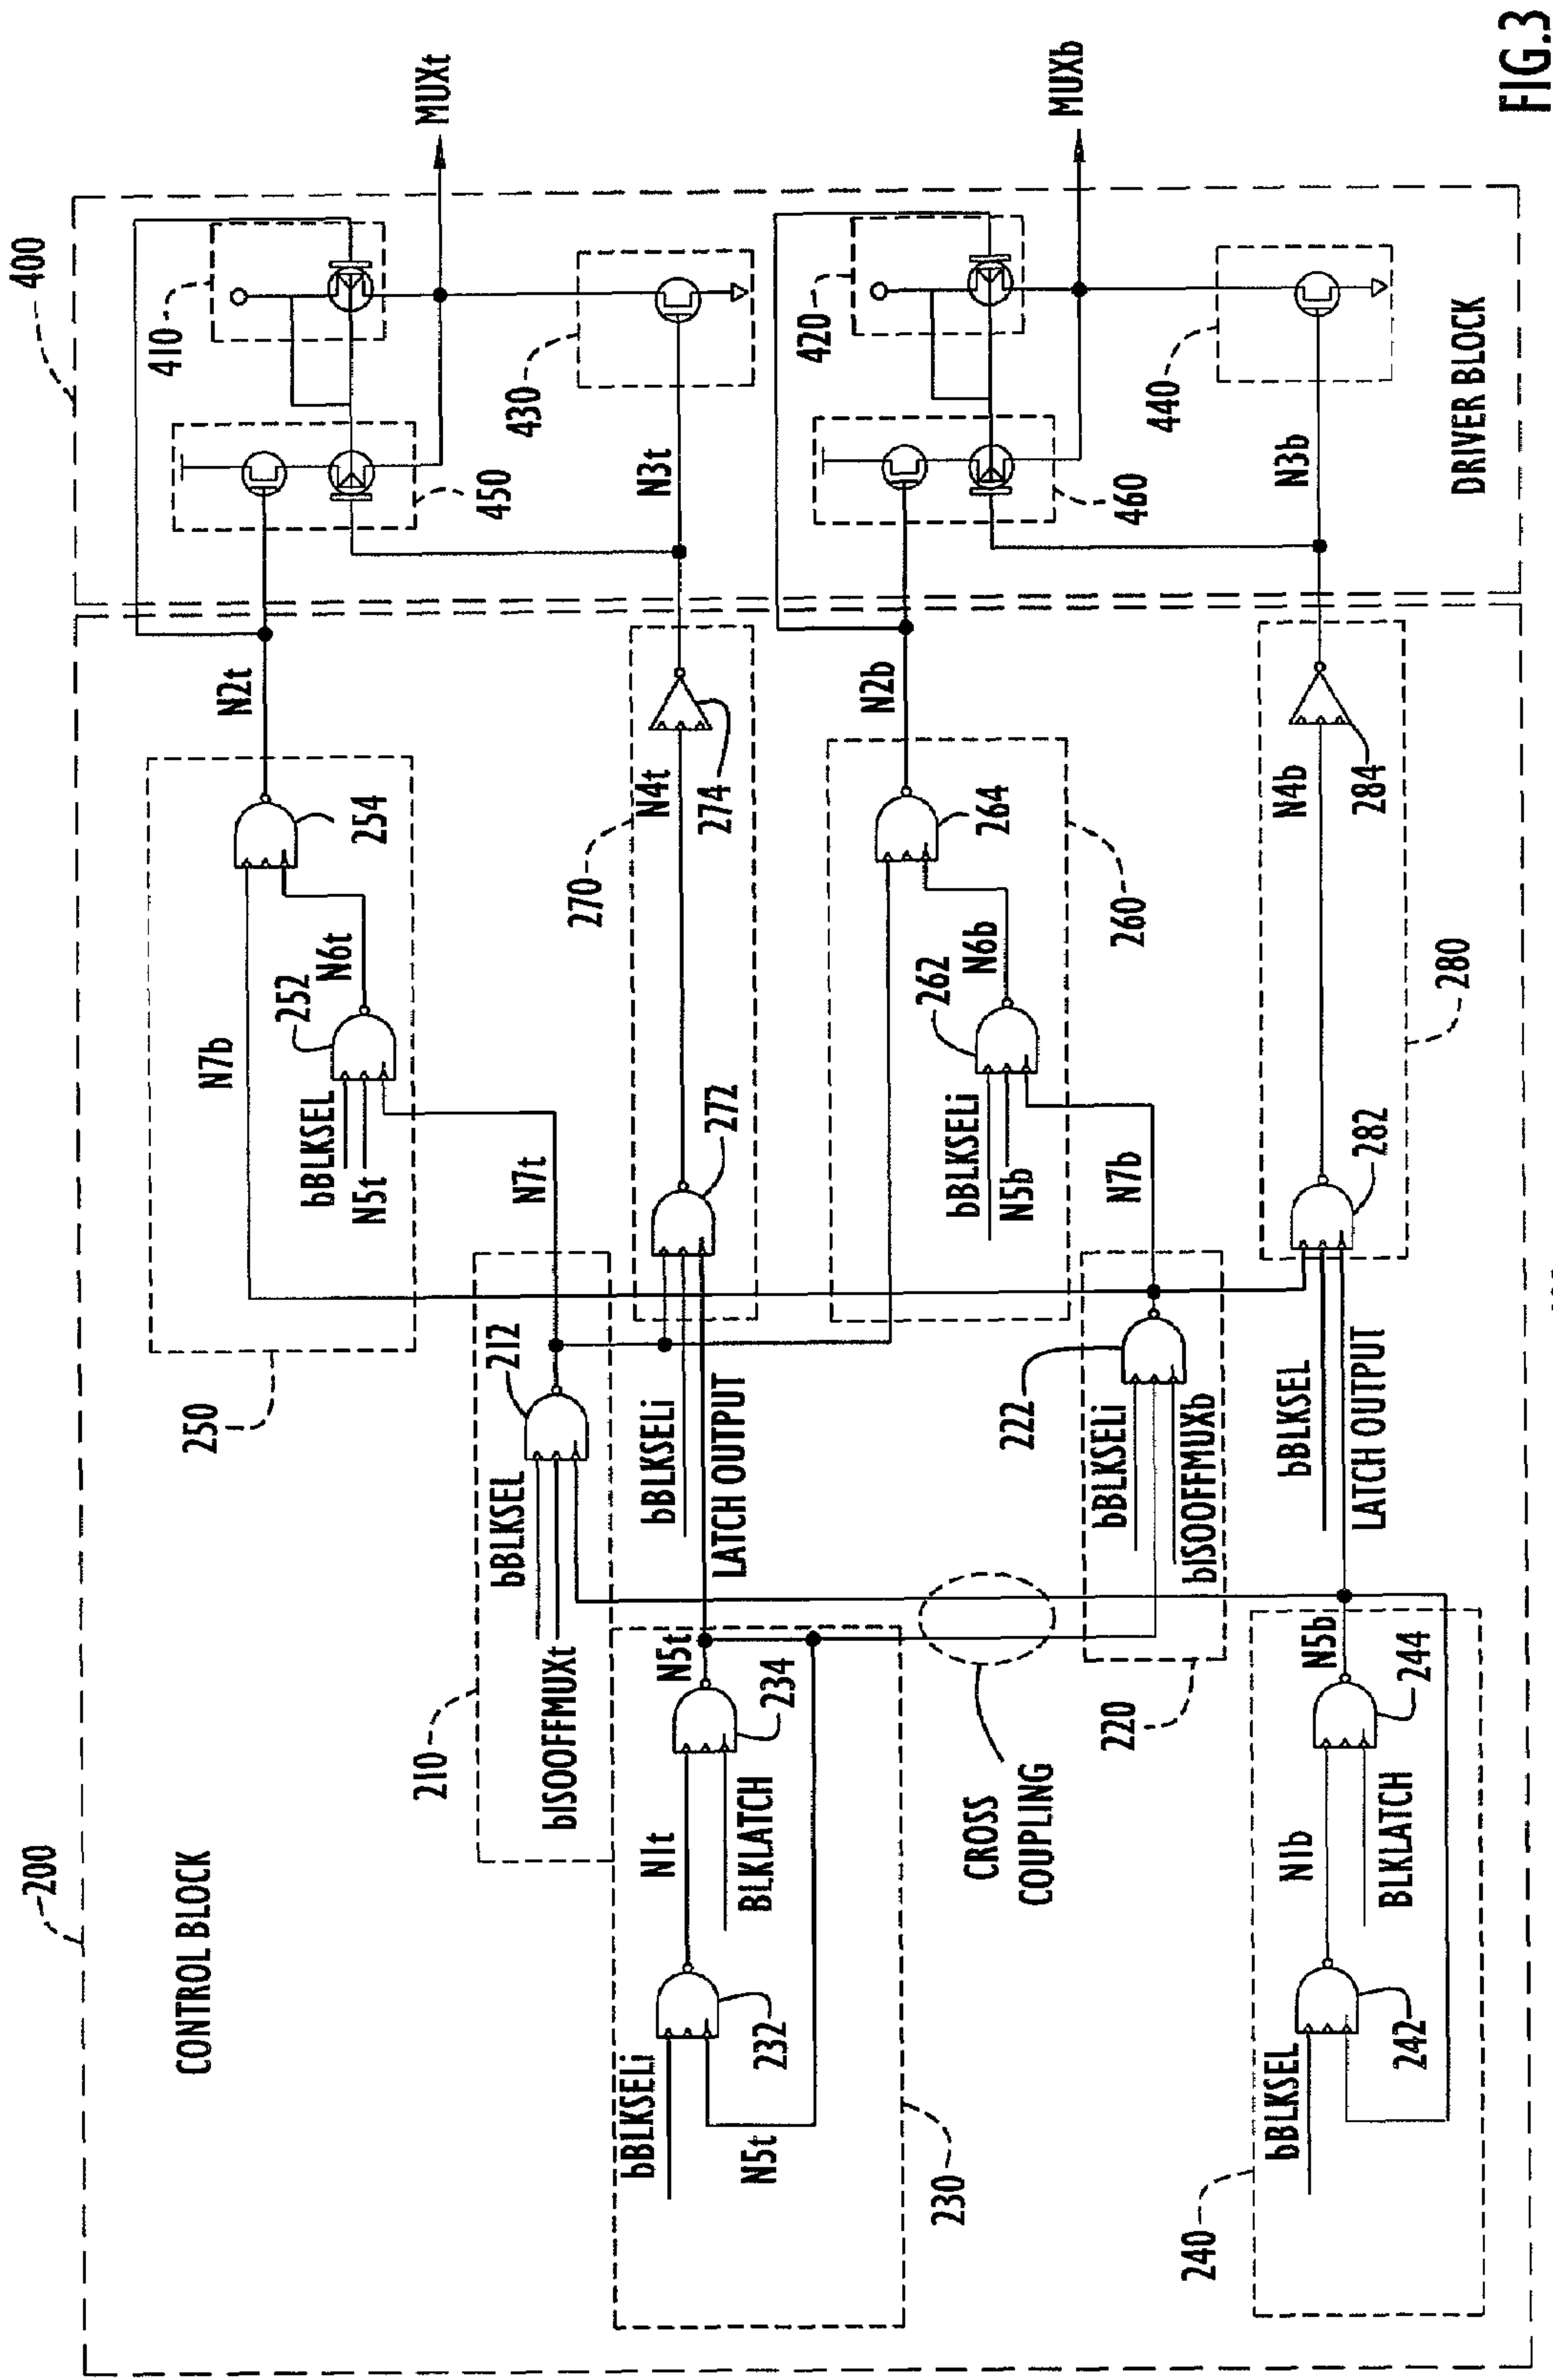 200
400
CONTROL BLOCK
250
N7b
252
bBLKSEL
N5t
N6t
254
N2t
450
410
MUXt
210
bBLKSEL
bISOOFFMUXt
212
N7t
270
bBLKSELi
LATCH OUTPUT
272
N4t
274
N3t
430
bBLKSELi
N5t
232
N1t
BLKLATCH
234
N5t
230
CROSS
COUPLING
bBLKSELi
N5b
262
N6b
264
260
N2b
460
420
MUXb
220
bBLKSELi
bISOOFFMUXb
222
N7b
280
bBLKSEL
LATCH OUTPUT
282
N4b
284
N3b
440
240
bBLKSEL
242
N1b
BLKLATCH
244
N5b
DRIVER BLOCK
FIG.3